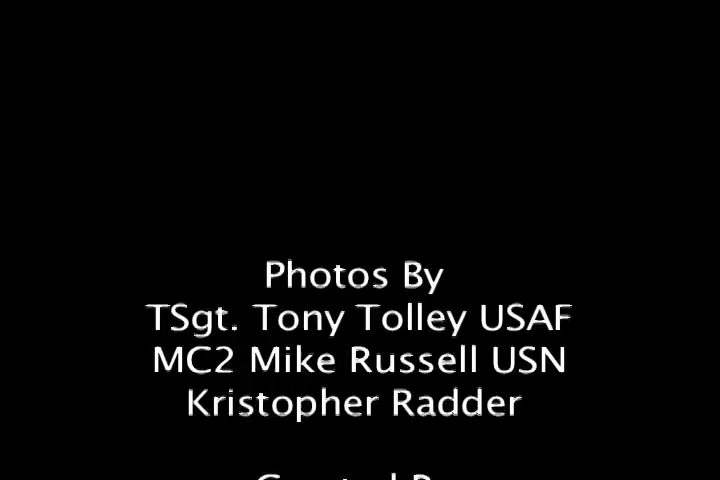 Photos By
TSgt. Tony Tolley USAF
MC2 Mike Russell USN
Kristopher Radder